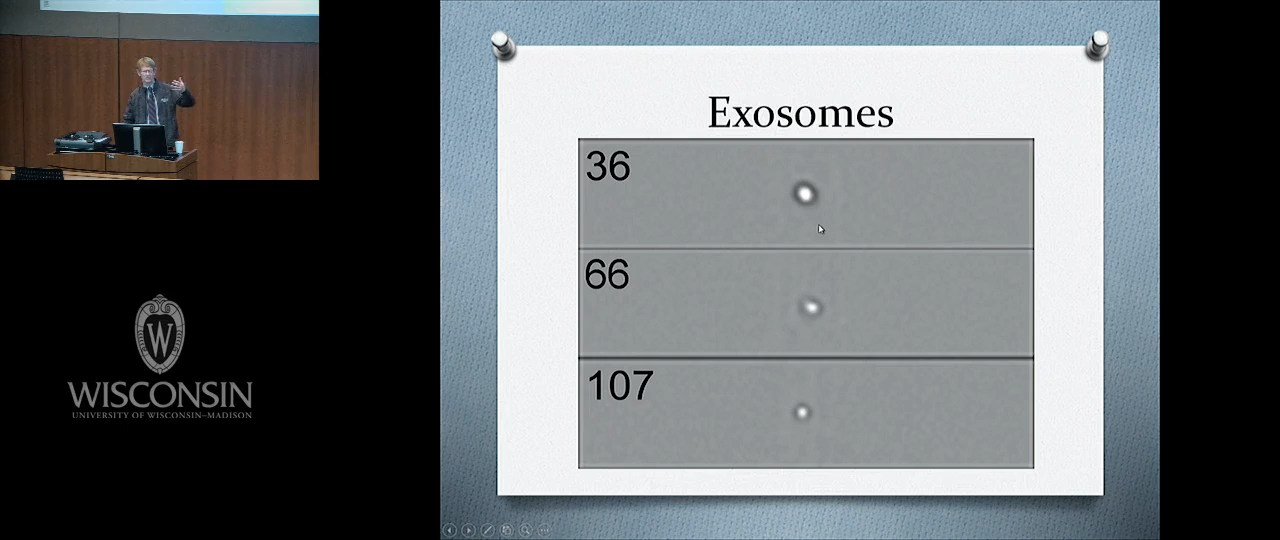 Exosomes
36
66
107
W
WISCONSIN
UNIVERSITY OF WISCONSIN–MADISON